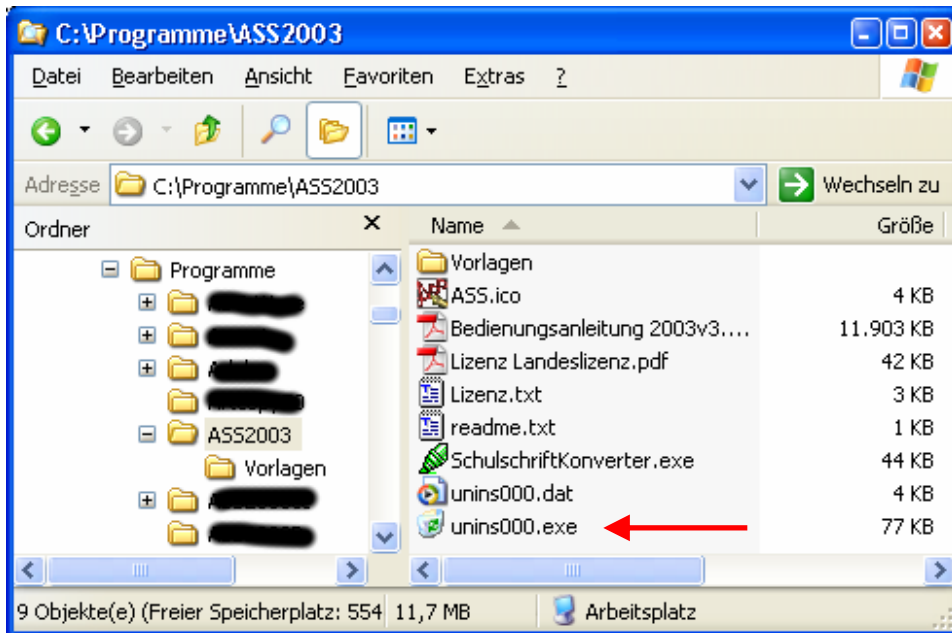 C:\Programme\ASS2003
Datei Bearbeiten Ansicht Favoriten Extras ?
Adresse C:\Programme\ASS2003 Wechseln zu
Ordner
Programme
ASS2003
Vorlagen
Name Größe
Vorlagen
ASS.ico 4 KB
Bedienungsanleitung 2003v3.... 11.903 KB
Lizenz Landeslizenz.pdf 42 KB
Lizenz.txt 3 KB
readme.txt 1 KB
SchulschriftKonverter.exe 44 KB
unins000.dat 4 KB
unins000.exe 77 KB
9 Objekte(e) (Freier Speicherplatz: 554 11,7 MB Arbeitsplatz